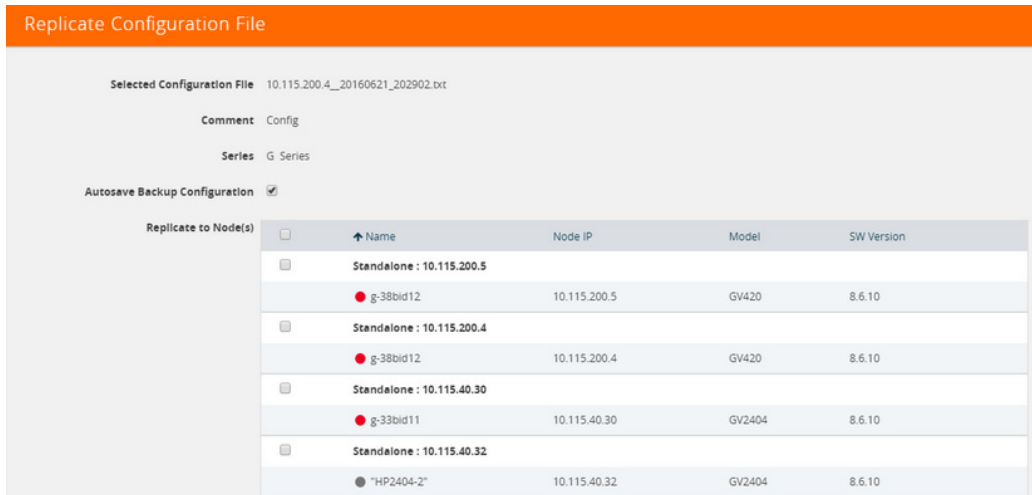 Replicate Configuration File
Selected Configuration File 10.115.200.4__20160621_202902.txt
Comment Config
Series G Series
Autosave Backup Configuration
Replicate to Node(s)
Name Node IP Model SW Version
Standalone : 10.115.200.5
g-38bid12 10.115.200.5 GV420 8.6.10
Standalone : 10.115.200.4
g-38bid12 10.115.200.4 GV420 8.6.10
Standalone : 10.115.40.30
g-33bid11 10.115.40.30 GV2404 8.6.10
Standalone : 10.115.40.32
"HP2404-2" 10.115.40.32 GV2404 8.6.10